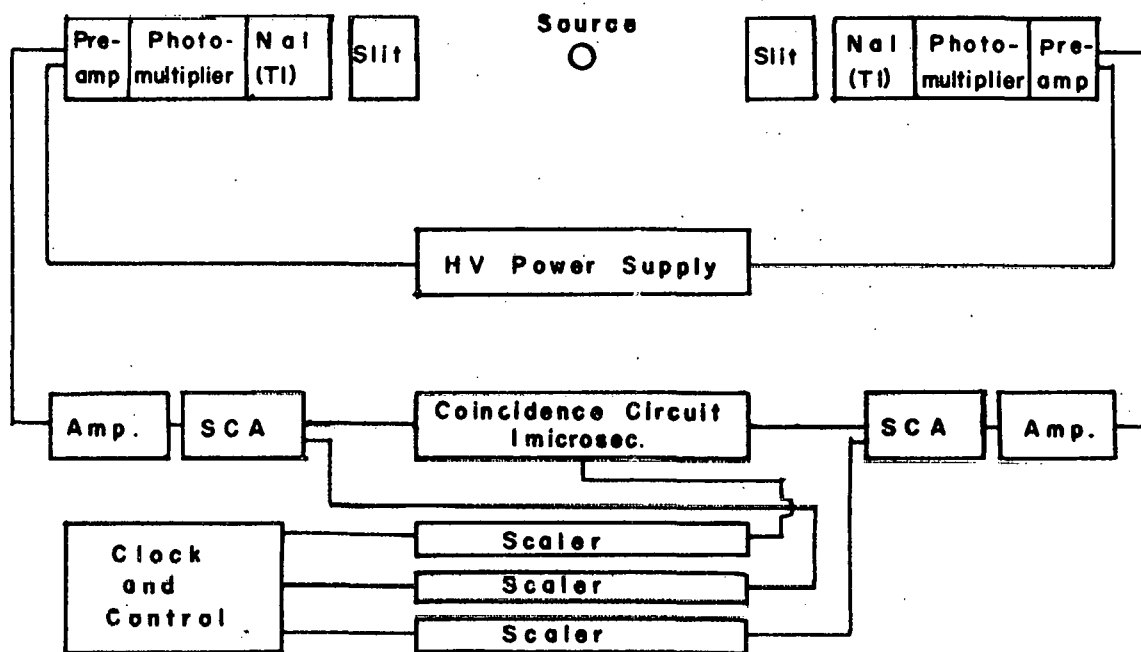 Pre-
amp
Photo-
multiplier
NaI
(Tl)
Slit
Source
Slit
NaI
(Tl)
Photo-
multiplier
Pre-
amp
HV Power Supply
Amp.
SCA
Coincidence Circuit
1microsec.
SCA
Amp.
Clock
and
Control
Scaler
Scaler
Scaler